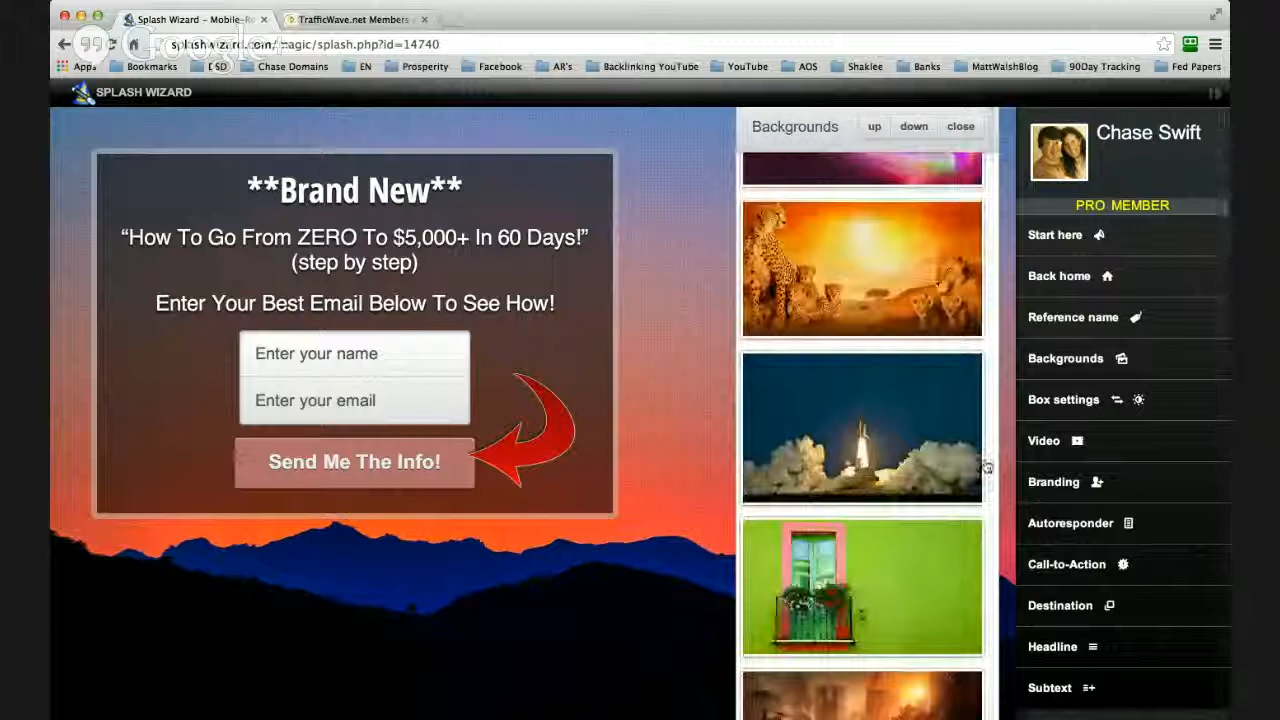 Splash Wizard – Mobile-Re
TrafficWave.net Members
Google+
splashwizard.com/magic/splash.php?id=14740
Apps
Bookmarks
SD
Chase Domains
EN
Prosperity
Facebook
AR's
Backlinking YouTube
YouTube
AOS
Shaklee
Banks
MattWalshBlog
90Day Tracking
Fed Papers
SPLASH WIZARD
**Brand New**
“How To Go From ZERO To $5,000+ In 60 Days!”
(step by step)
Enter Your Best Email Below To See How!
Enter your name
Enter your email
Send Me The Info!
Backgrounds
up
down
close
Chase Swift
PRO MEMBER
Start here
Back home
Reference name
Backgrounds
Box settings
Video
Branding
Autoresponder
Call-to-Action
Destination
Headline
Subtext